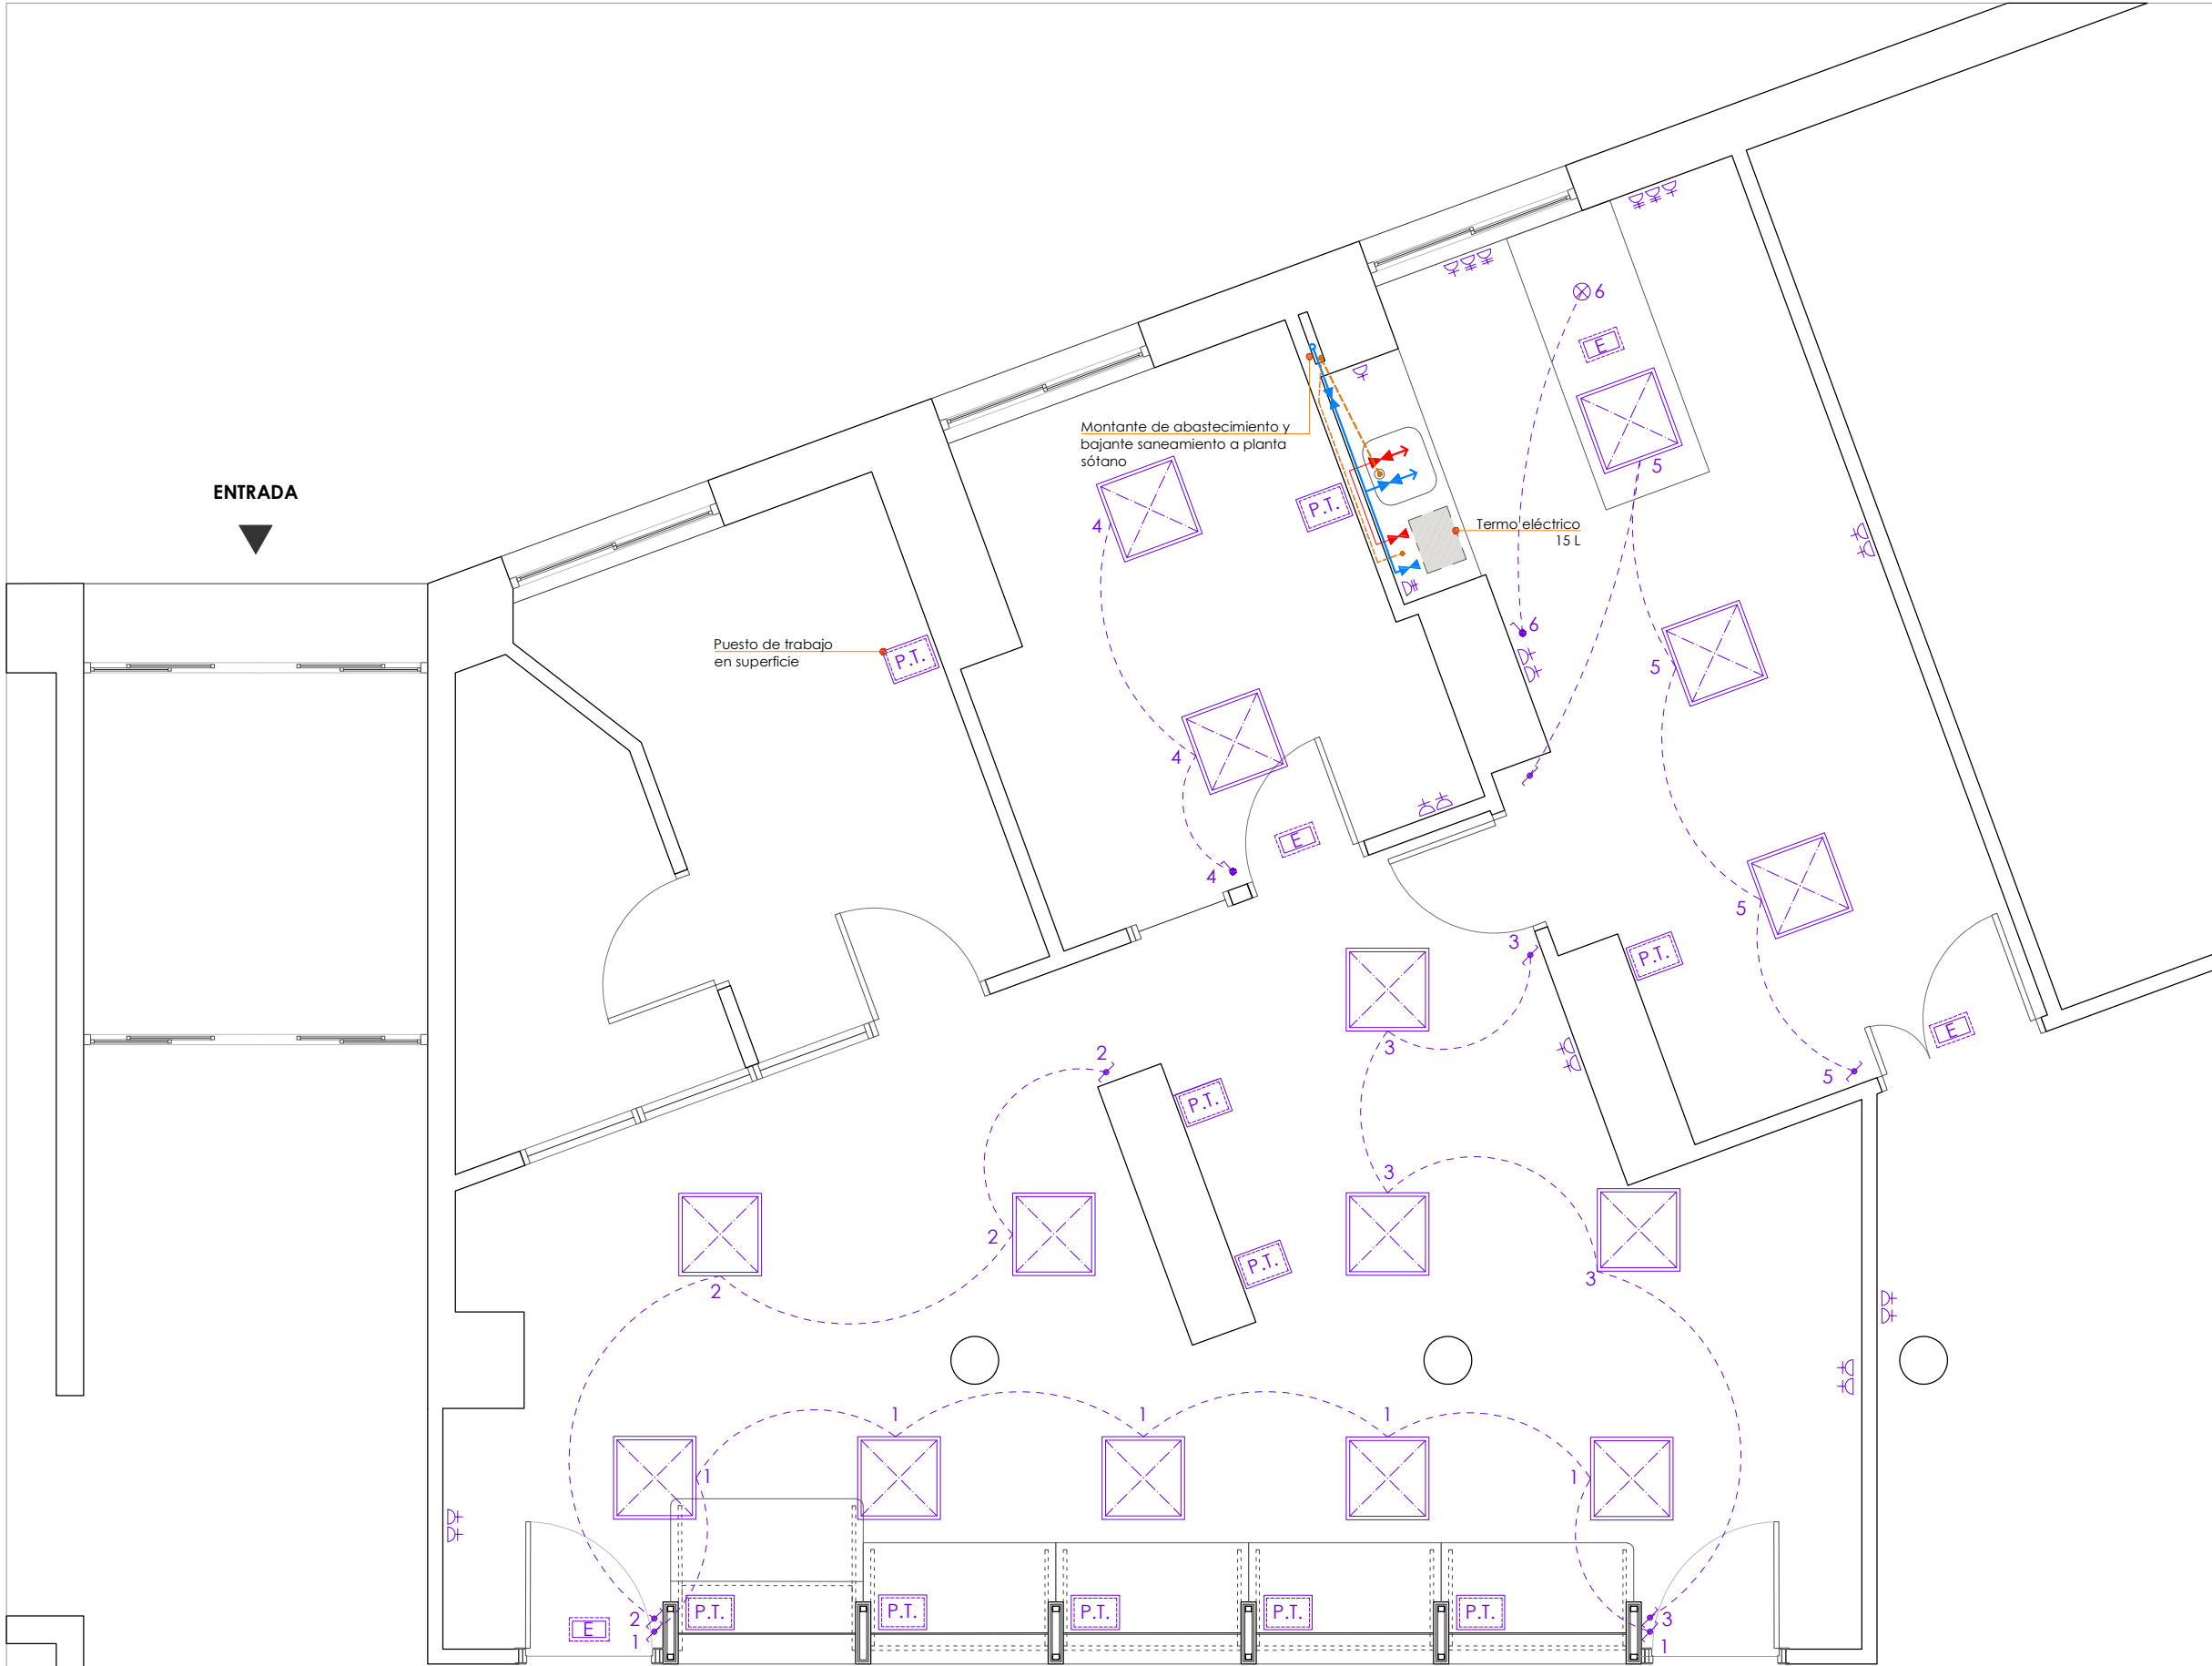 6
E
Montante de abastecimiento y
bajante saneamiento a planta
sótano
5
ENTRADA
P.T.
4
Termo eléctrico
15 L
6
Puesto de trabajo
en superficie
P.T.
5
4
E
4
5
3
P.T.
E
3
2
5
P.T.
3
2
P.T.
2
3
1
1
1
1
1
P.T.
P.T.
P.T.
P.T.
P.T.
2
E
1
3
1